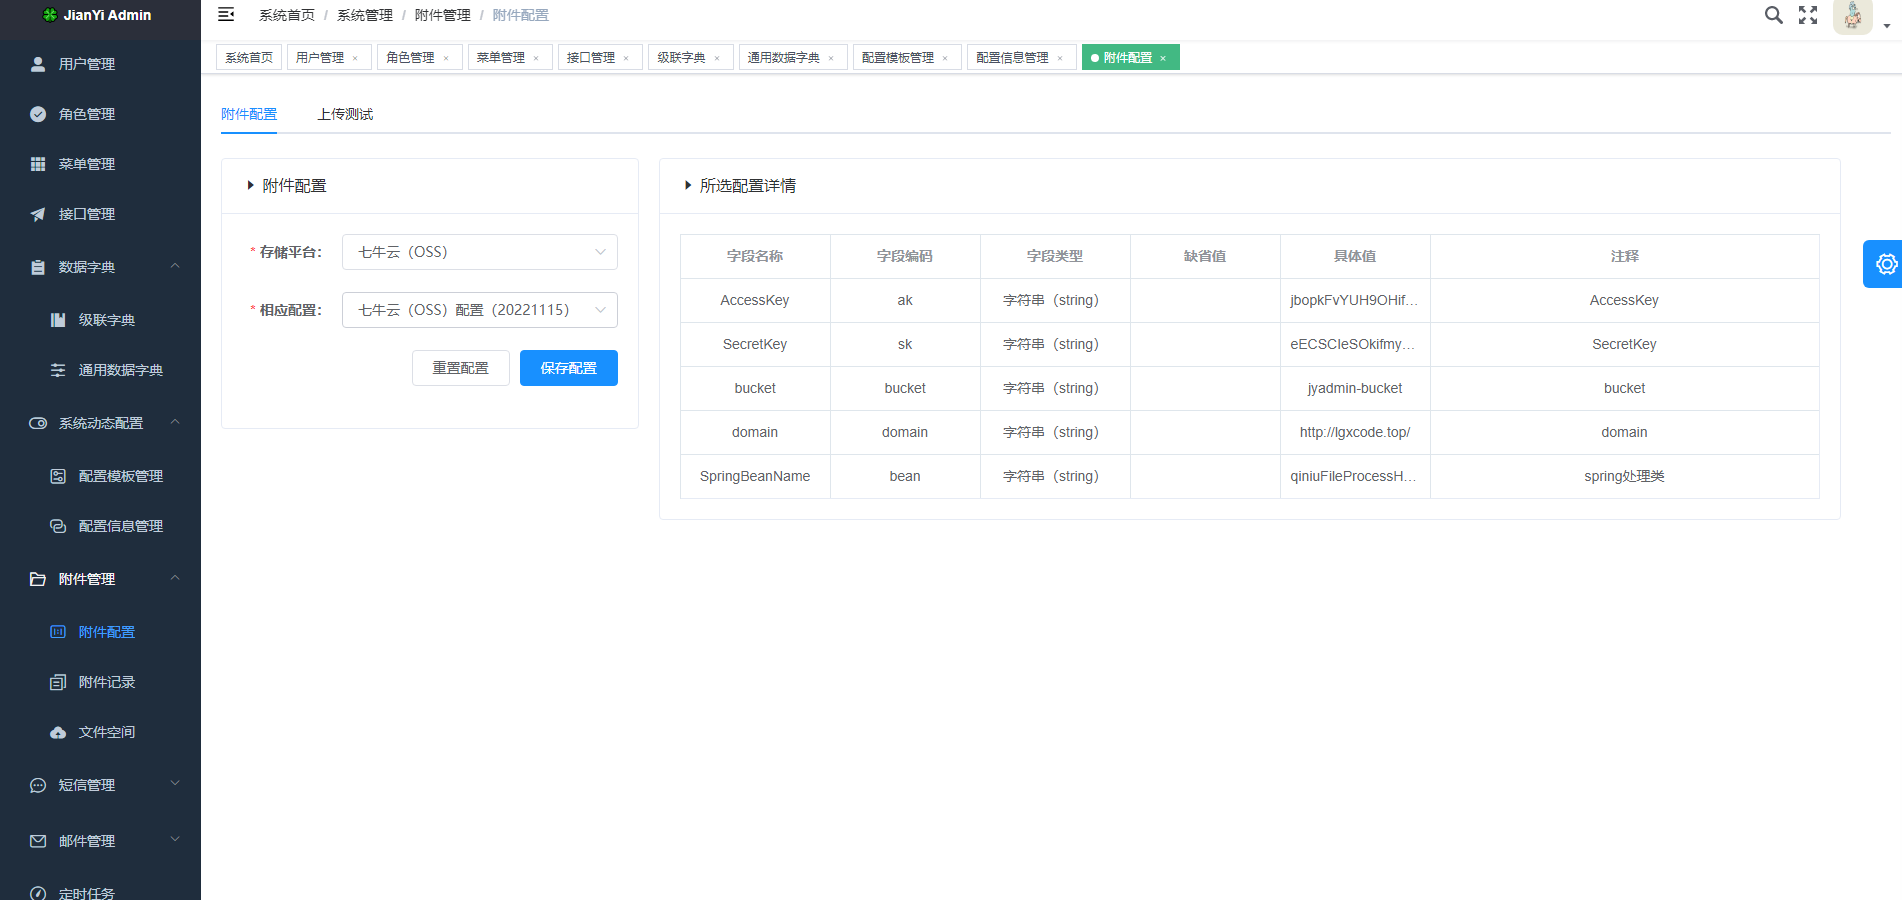 JianYi Admin
系统首页 / 系统管理 / 附件管理 / 附件配置
系统首页 用户管理 × 角色管理 × 菜单管理 × 接口管理 × 级联字典 × 通用数据字典 × 配置模板管理 × 配置信息管理 × 附件配置 ×
用户管理
角色管理
菜单管理
接口管理
数据字典
级联字典
通用数据字典
系统动态配置
配置模板管理
配置信息管理
附件管理
附件配置
附件记录
文件空间
短信管理
邮件管理
定时任务
附件配置 上传测试
附件配置
* 存储平台： 七牛云（OSS）
* 相应配置： 七牛云（OSS）配置（20221115）
重置配置 保存配置
所选配置详情
字段名称 字段编码 字段类型 缺省值 具体值 注释
AccessKey ak 字符串（string） jbopkFvYUH9OHif... AccessKey
SecretKey sk 字符串（string） eECSCIeSOkifmy... SecretKey
bucket bucket 字符串（string） jyadmin-bucket bucket
domain domain 字符串（string） http://lgxcode.top/ domain
SpringBeanName bean 字符串（string） qiniuFileProcessH... spring处理类